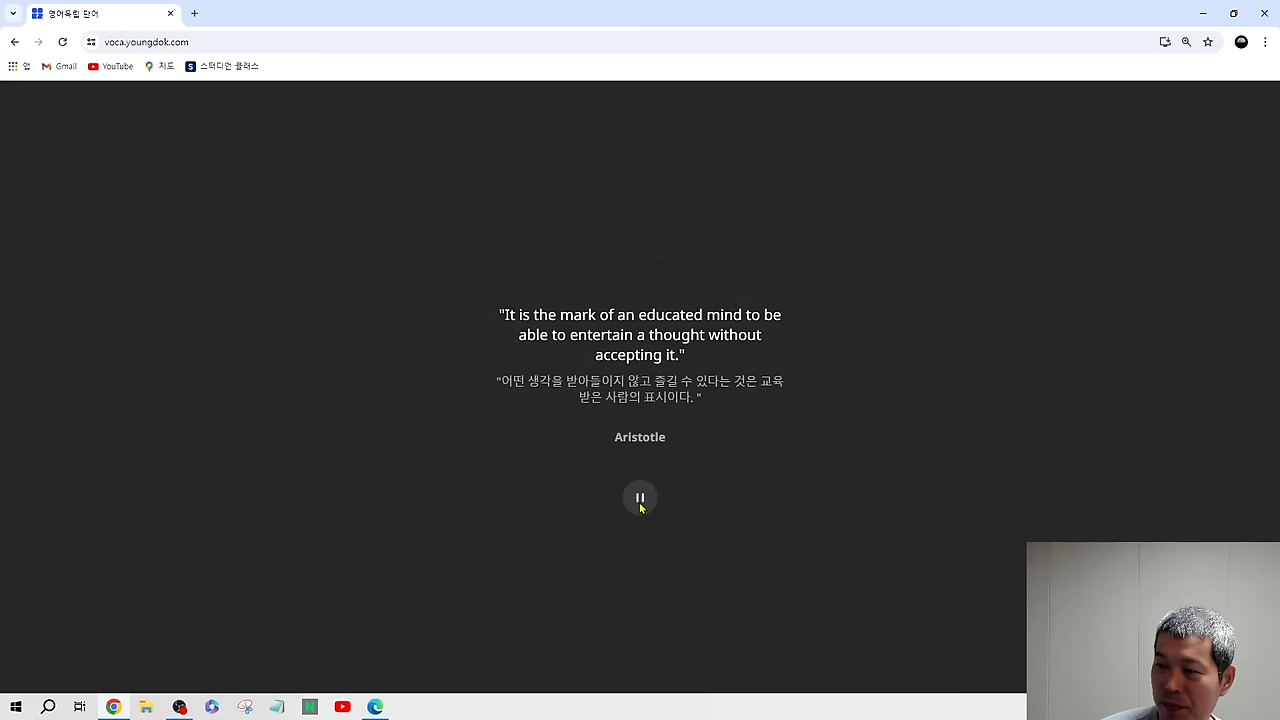 영어독립 단어
voca.youngdok.com
앱
Gmail
YouTube
지도
S
스터디언 클래스
"It is the mark of an educated mind to be
able to entertain a thought without
accepting it."
"어떤 생각을 받아들이지 않고 즐길 수 있다는 것은 교육
받은 사람의 표시이다. "
Aristotle
N